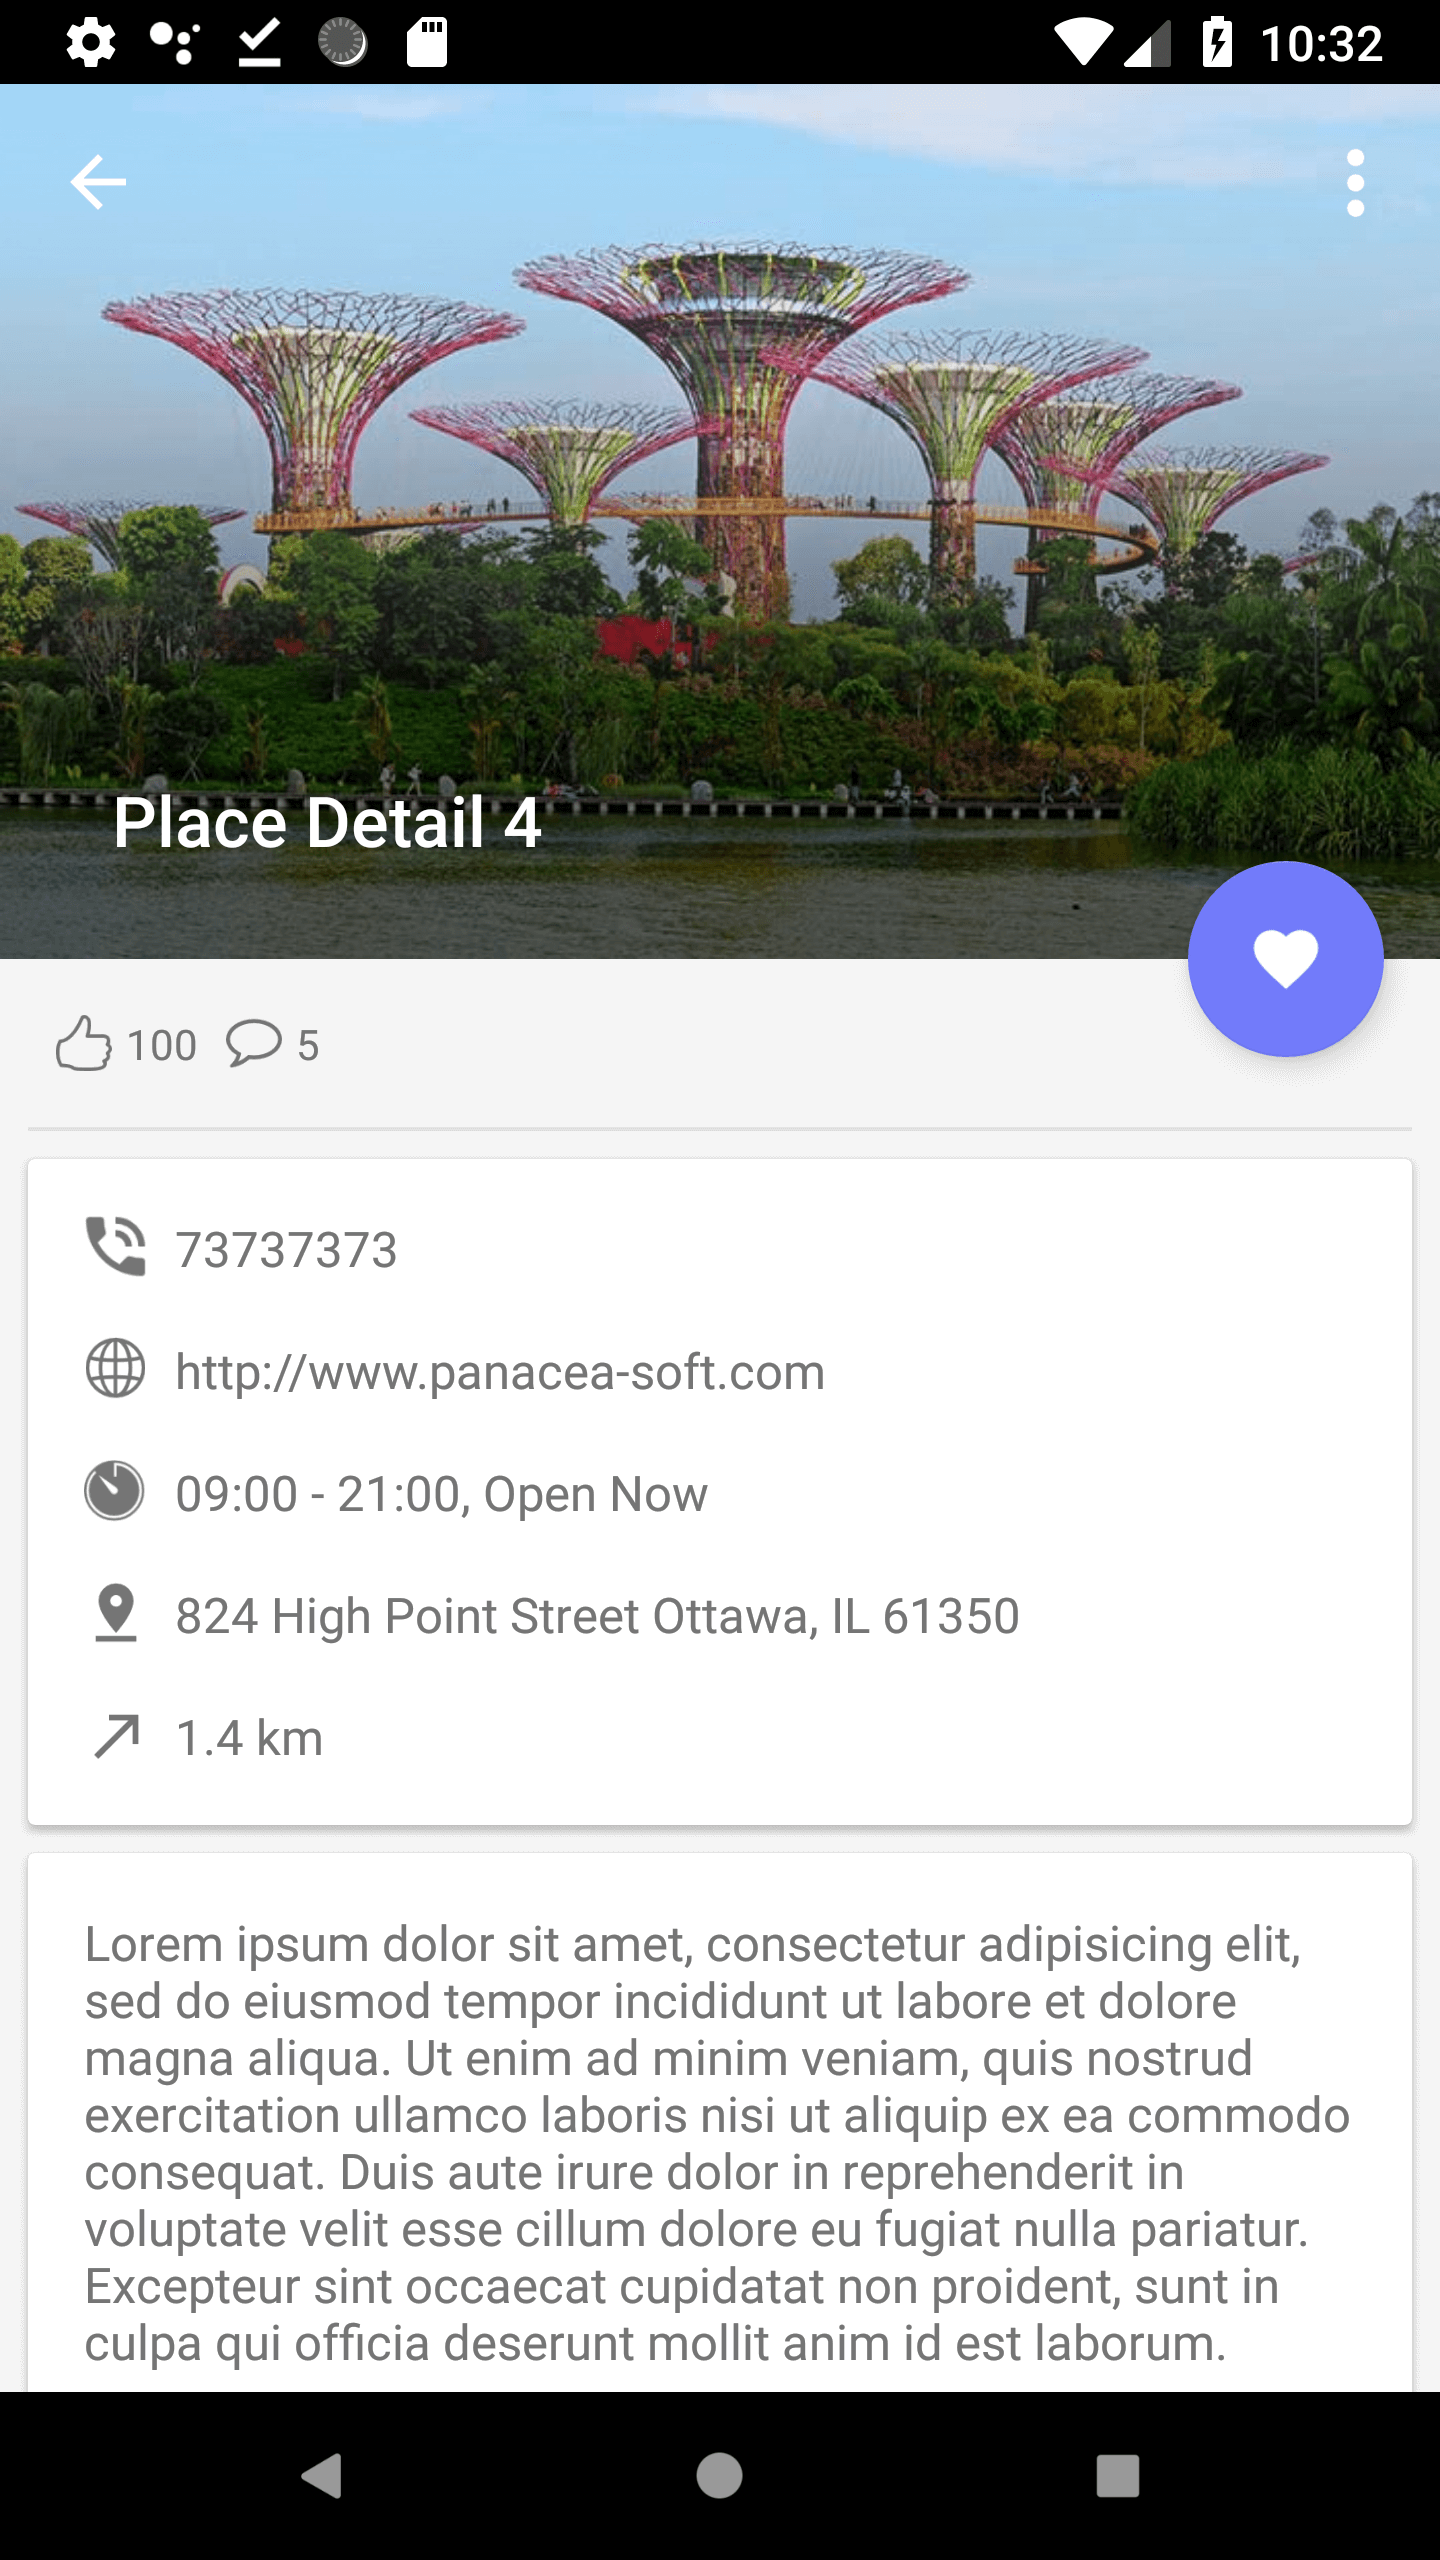 10:32
Place Detail 4
100 5
73737373
http://www.panacea-soft.com
09:00 - 21:00, Open Now
824 High Point Street Ottawa, IL 61350
1.4 km
Lorem ipsum dolor sit amet, consectetur adipisicing elit,
sed do eiusmod tempor incididunt ut labore et dolore
magna aliqua. Ut enim ad minim veniam, quis nostrud
exercitation ullamco laboris nisi ut aliquip ex ea commodo
consequat. Duis aute irure dolor in reprehenderit in
voluptate velit esse cillum dolore eu fugiat nulla pariatur.
Excepteur sint occaecat cupidatat non proident, sunt in
culpa qui officia deserunt mollit anim id est laborum.